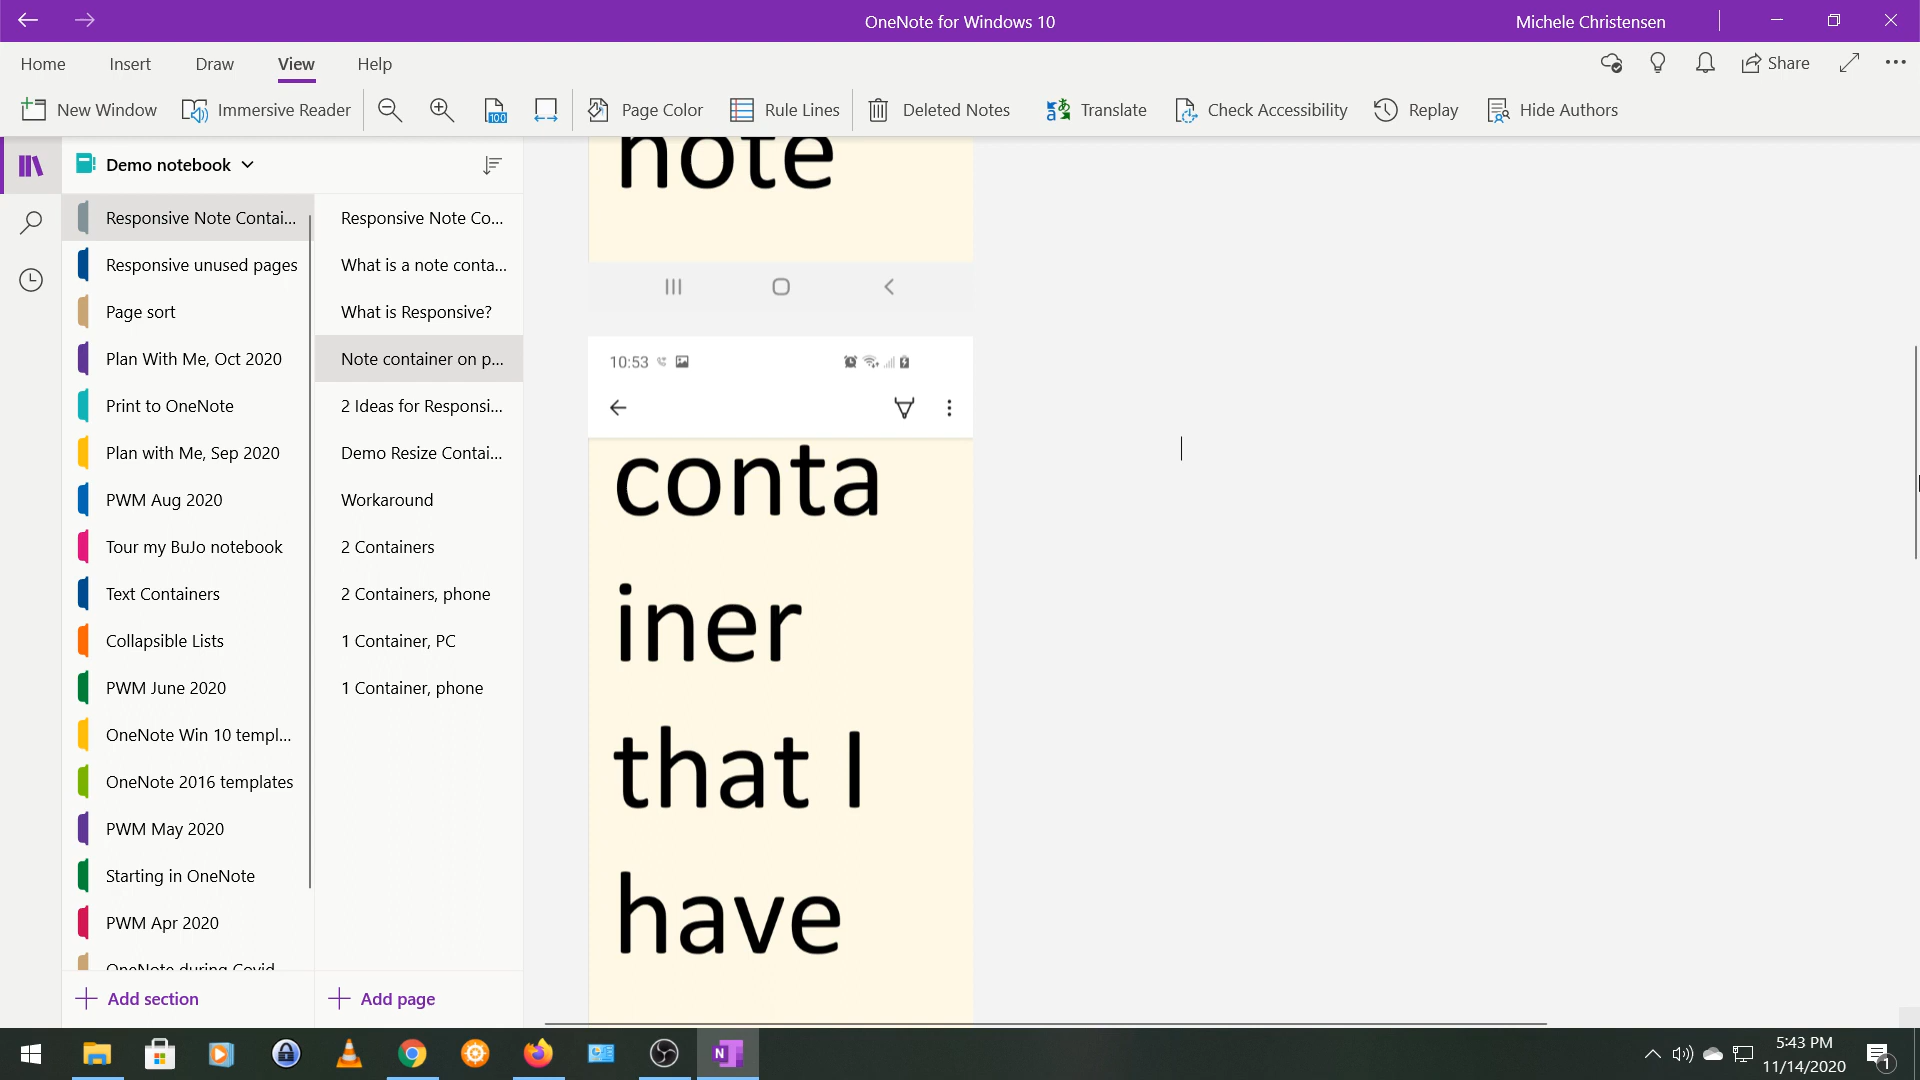 OneNote for Windows 10
Michele Christensen
Home Insert Draw View Help
Share
New Window Immersive Reader 100 Page Color Rule Lines Deleted Notes Translate Check Accessibility Replay Hide Authors
Demo notebook
Responsive Note Contai...
Responsive unused pages
Page sort
Plan With Me, Oct 2020
Print to OneNote
Plan with Me, Sep 2020
PWM Aug 2020
Tour my BuJo notebook
Text Containers
Collapsible Lists
PWM June 2020
OneNote Win 10 templ...
OneNote 2016 templates
PWM May 2020
Starting in OneNote
PWM Apr 2020
OneNote during Covid
Add section
Responsive Note Co...
What is a note conta...
What is Responsive?
Note container on p...
2 Ideas for Responsi...
Demo Resize Contai...
Workaround
2 Containers
2 Containers, phone
1 Container, PC
1 Container, phone
Add page
note
10:53
conta
iner
that I
have
5:43 PM
11/14/2020
1